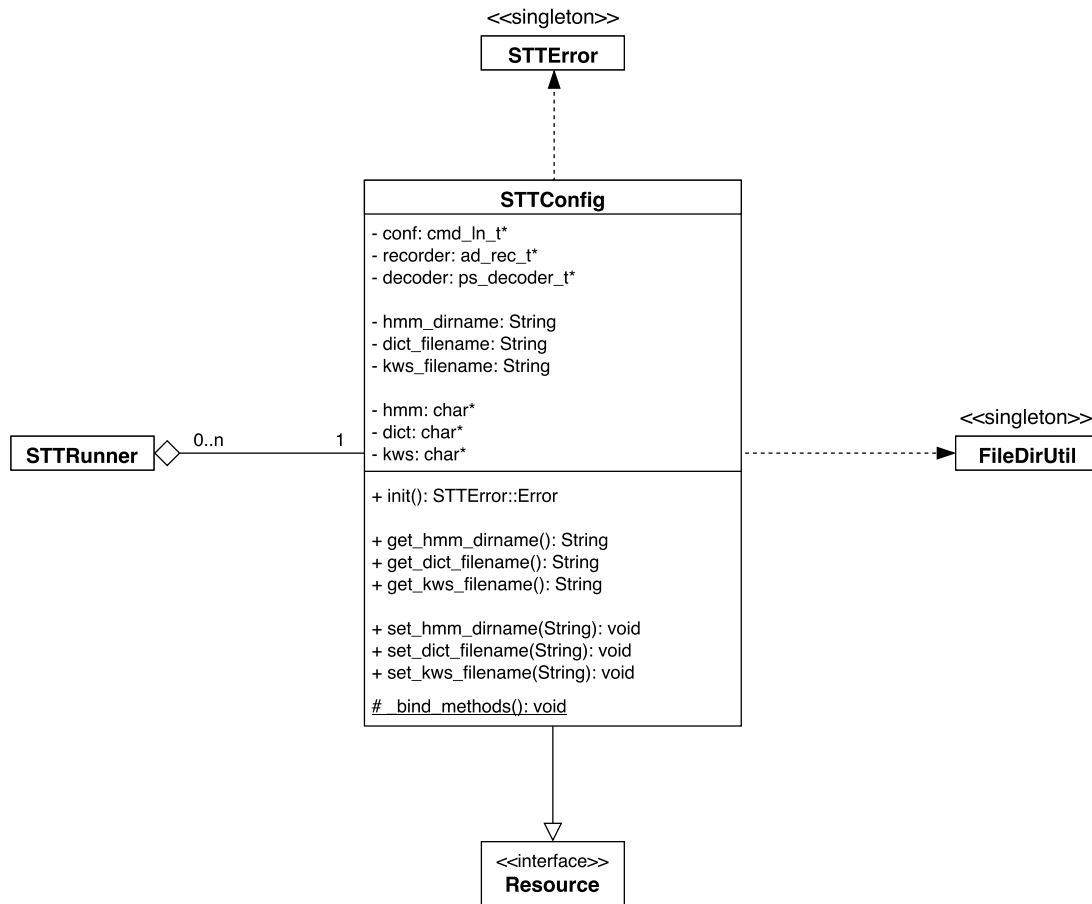 <<singleton>>
STTError
STTConfig
- conf: cmd_ln_t*
- recorder: ad_rec_t*
- decoder: ps_decoder_t*
- hmm_dirname: String
- dict_filename: String
- kws_filename: String
- hmm: char*
- dict: char*
- kws: char*
STTRunner
0..n
1
<<singleton>>
FileDirUtil
+ init(): STTError::Error
+ get_hmm_dirname(): String
+ get_dict_filename(): String
+ get_kws_filename(): String
+ set_hmm_dirname(String): void
+ set_dict_filename(String): void
+ set_kws_filename(String): void
# _bind_methods(): void
<<interface>>
Resource